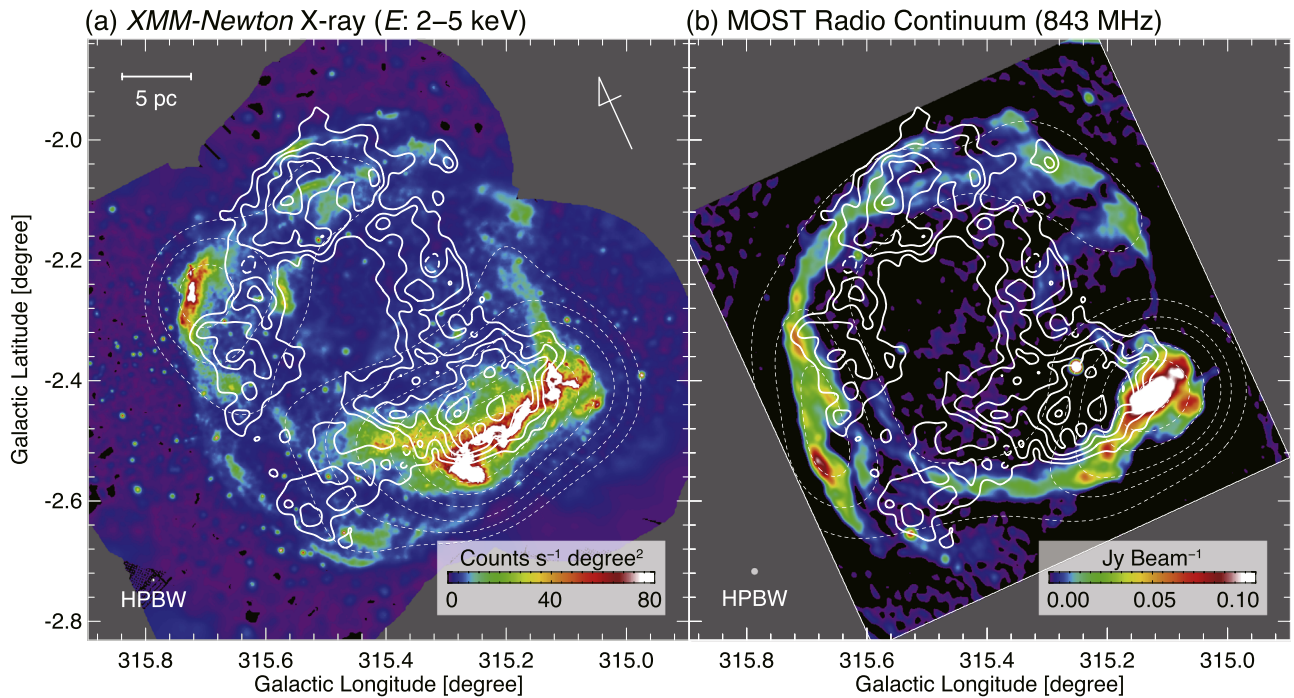 (a) XMM-Newton X-ray (E: 2–5 keV)
(b) MOST Radio Continuum (843 MHz)
5 pc
-2.0
-2.2
-2.4
-2.6
-2.8
Galactic Latitude [degree]
HPBW
Counts s⁻¹ degree²
0 40 80
HPBW
Jy Beam⁻¹
0.00 0.05 0.10
315.8 315.6 315.4 315.2 315.0
315.8 315.6 315.4 315.2 315.0
Galactic Longitude [degree]
Galactic Longitude [degree]